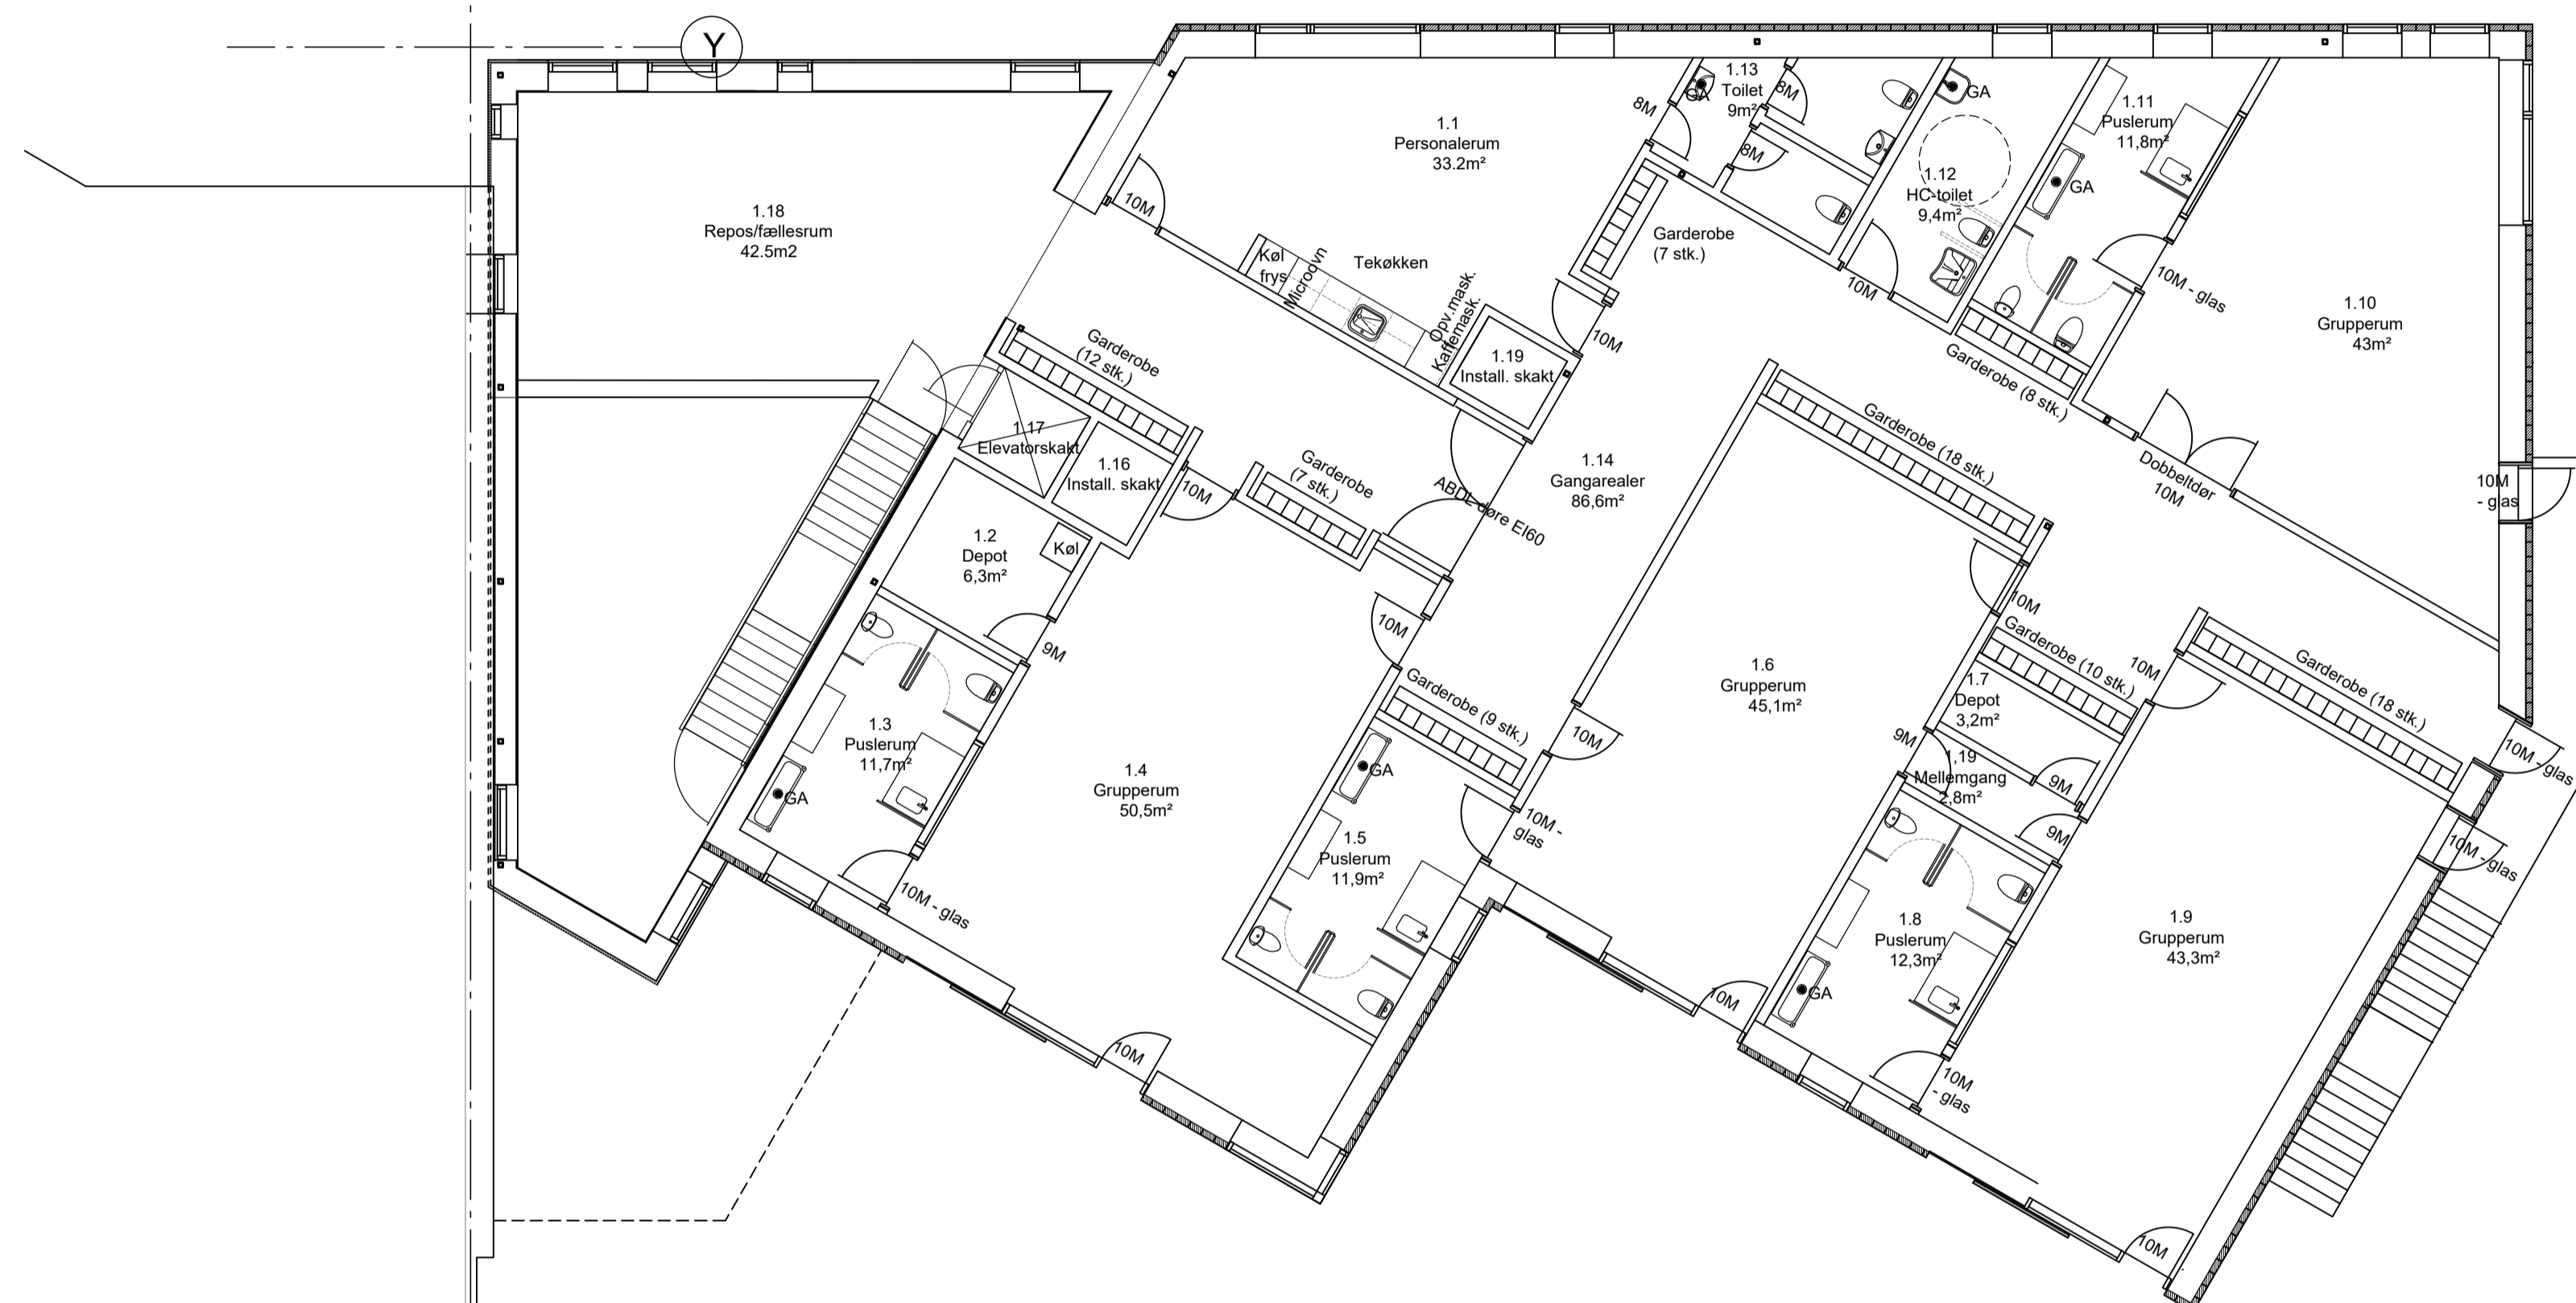 Y
1.18
Repos/fællesrum
42.5m2
1.1
Personalerum
33.2m²
10M
Køl
frys
Microovn
Tekøkken
Opv.mask.
Kaffemask.
1.19
Install. skakt
10M
8M
1.13
Toilet
9m²
8M
8M
GA
1.12
HC-toilet
9,4m²
10M
1.11
Puslerum
11,8m²
GA
10M - glas
Garderobe
(7 stk.)
Garderobe (8 stk.)
1.10
Grupperum
43m²
Dobbeltdør
10M
10M
- glas
Garderobe
(12 stk.)
1.17
Elevatorskakt
1.16
Install. skakt
10M
Garderobe
(7 stk.)
ABDL døre EI60
1.14
Gangarealer
86,6m²
Garderobe (18 stk.)
1.2
Depot
6,3m²
Køl
9M
1.3
Puslerum
11,7m²
GA
10M - glas
1.4
Grupperum
50,5m²
10M
10M
Garderobe (9 stk.)
GA
1.5
Puslerum
11,9m²
10M -
glas
10M
1.6
Grupperum
45,1m²
10M
10M
Garderobe (10 stk.)
1.7
Depot
3,2m²
9M
1,19
Mellemgang
2,8m²
9M
9M
10M
Garderobe (18 stk.)
10M - glas
10M - glas
1.8
Puslerum
12,3m²
GA
10M
- glas
1.9
Grupperum
43,3m²
10M